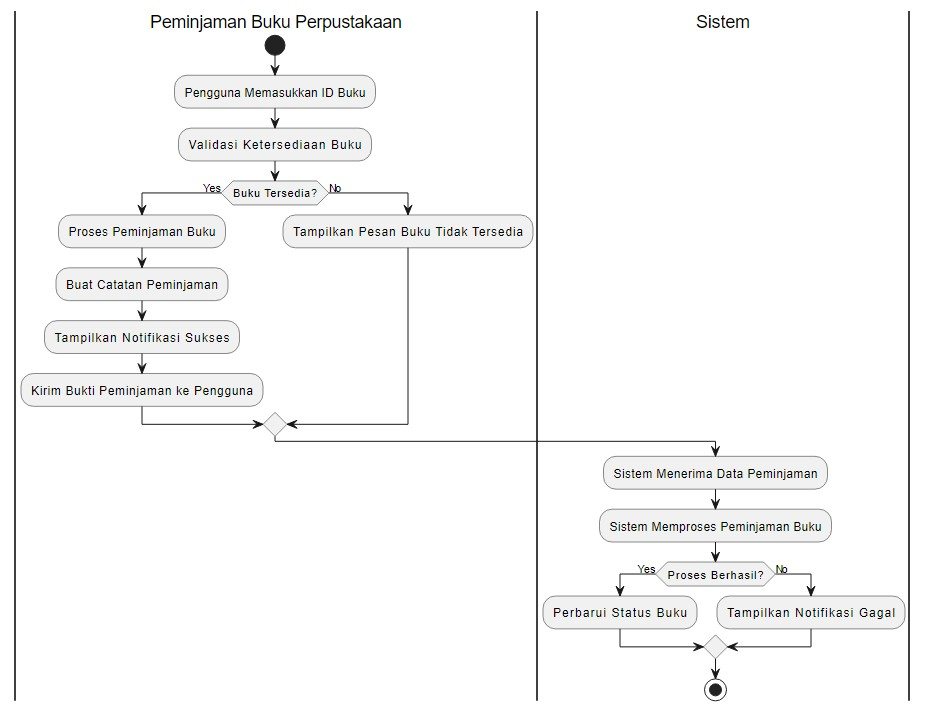 Peminjaman Buku Perpustakaan
Sistem
Pengguna Memasukkan ID Buku
Validasi Ketersediaan Buku
Yes
Buku Tersedia?
No
Proses Peminjaman Buku
Tampilkan Pesan Buku Tidak Tersedia
Buat Catatan Peminjaman
Tampilkan Notifikasi Sukses
Kirim Bukti Peminjaman ke Pengguna
Sistem Menerima Data Peminjaman
Sistem Memproses Peminjaman Buku
Yes
Proses Berhasil?
No
Perbarui Status Buku
Tampilkan Notifikasi Gagal